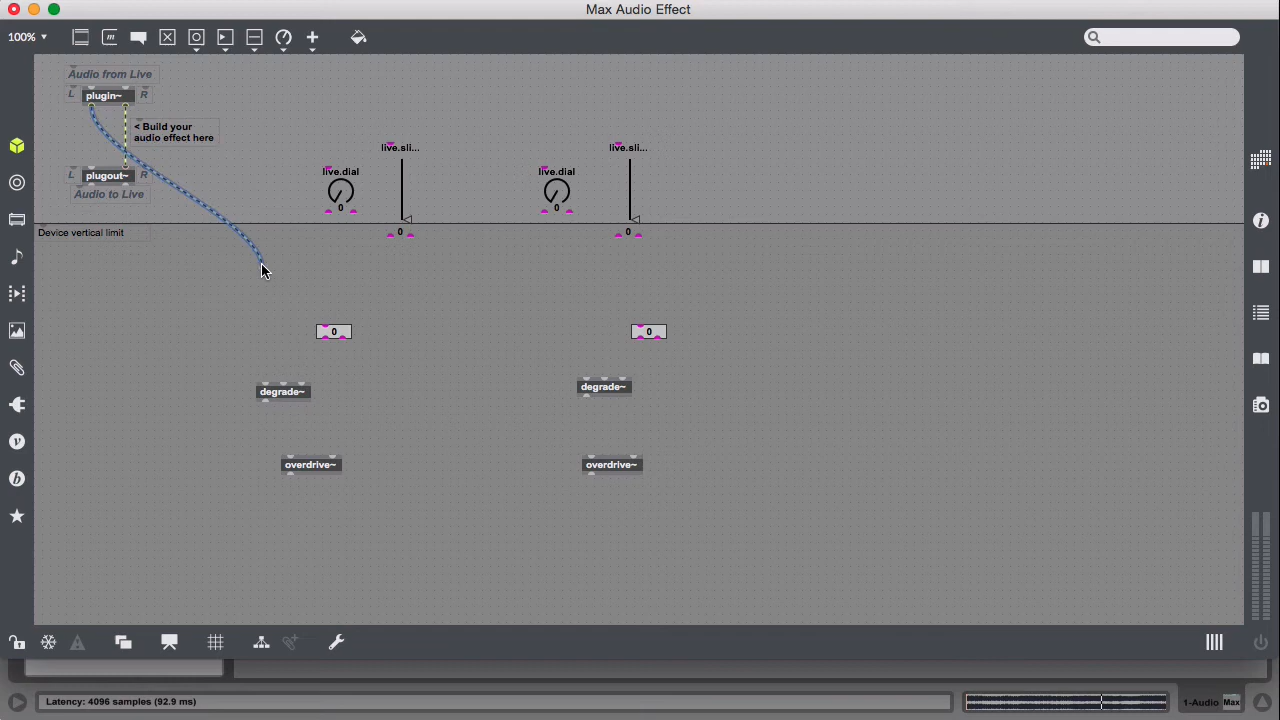 Max Audio Effect
100%
Audio from Live
L plugin~ R
< Build your
audio effect here
L plugout~ R
Audio to Live
live.dial
0
live.sli...
0
live.dial
0
live.sli...
0
Device vertical limit
0
0
degrade~
degrade~
overdrive~
overdrive~
Latency: 4096 samples (92.9 ms)
1-Audio Max